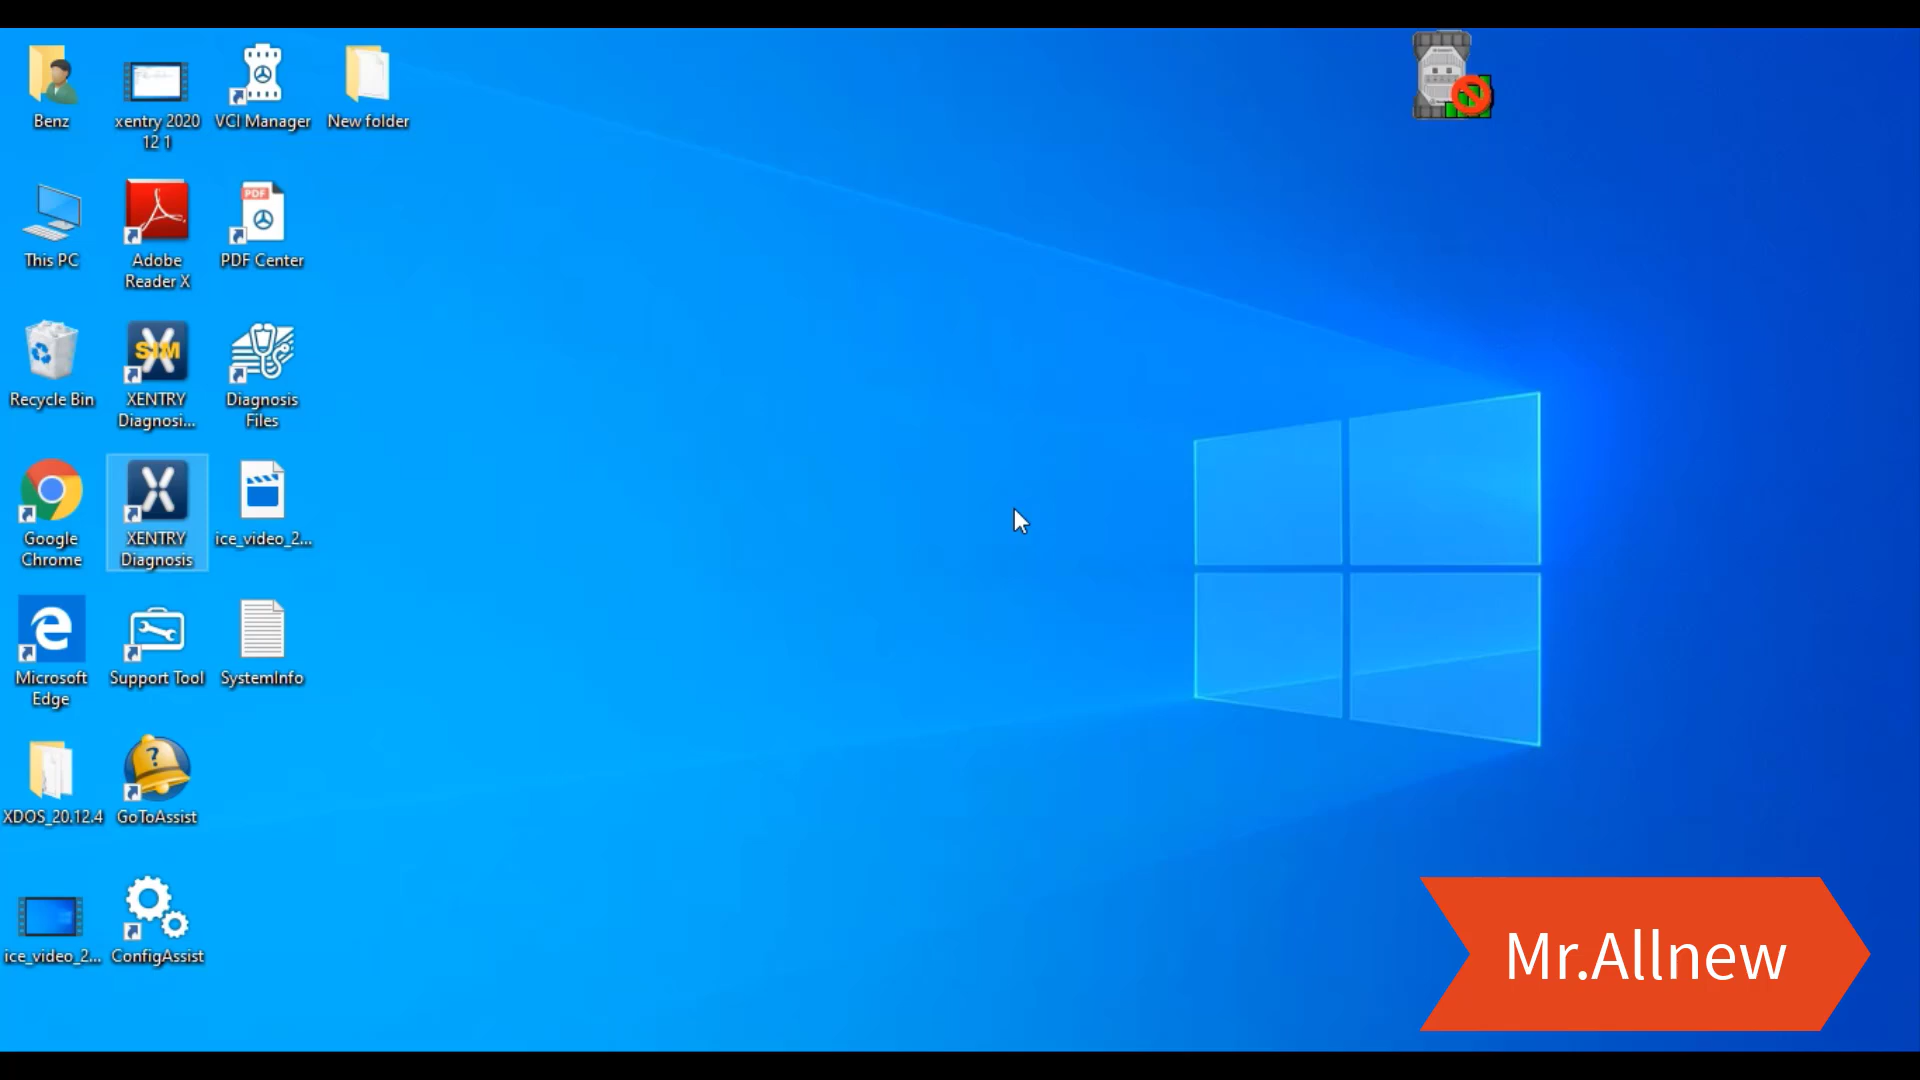 Benz
xentry 2020
12 1
VCI Manager
New folder
This PC
Adobe
Reader X
PDF
PDF Center
Recycle Bin
SIM
XENTRY
Diagnosi...
Diagnosis
Files
Google
Chrome
XENTRY
Diagnosis
ice_video_2...
Microsoft
Edge
Support Tool
SystemInfo
XDOS_20.12.4
GoToAssist
ice_video_2...
ConfigAssist
Mr.Allnew